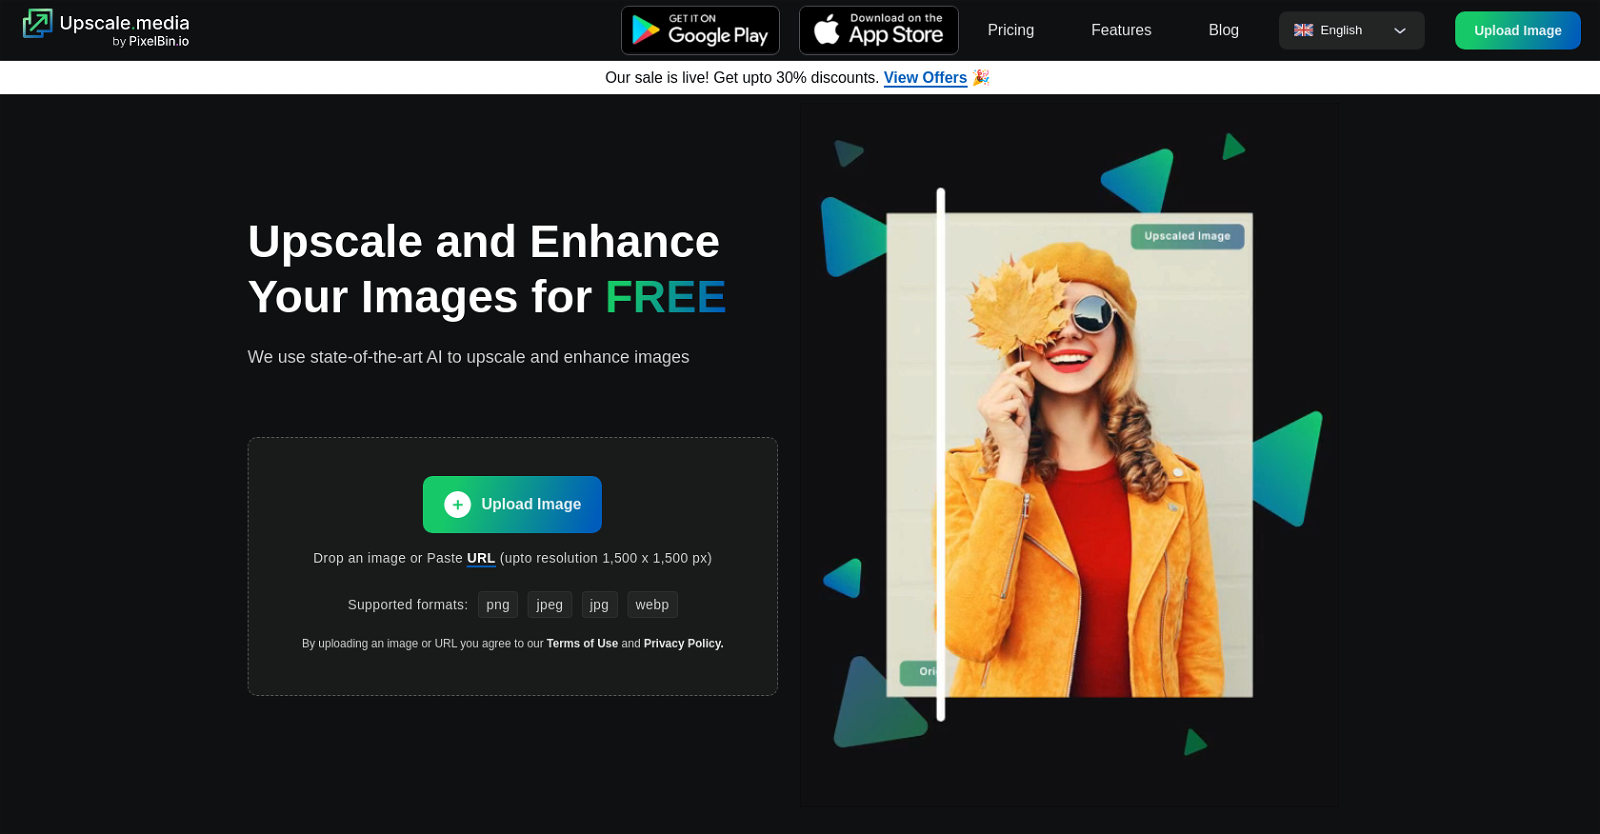 Upscale.media
by PixelBin.io
GET IT ON
Google Play
Download on the
App Store
Pricing
Features
Blog
English
Upload Image
Our sale is live! Get upto 30% discounts. View Offers 🎉
Upscale and Enhance
Your Images for FREE
We use state-of-the-art AI to upscale and enhance images
Upload Image
Drop an image or Paste URL (upto resolution 1,500 x 1,500 px)
Supported formats: png jpeg jpg webp
By uploading an image or URL you agree to our Terms of Use and Privacy Policy.
Upscaled Image